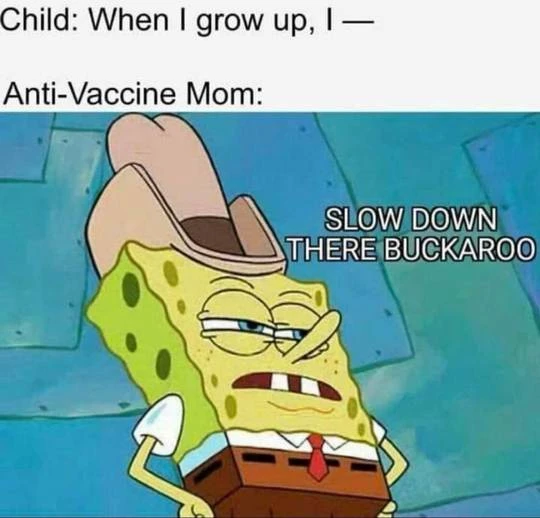 Child: When I grow up, I —
Anti-Vaccine Mom:
SLOW DOWN
THERE BUCKAROO